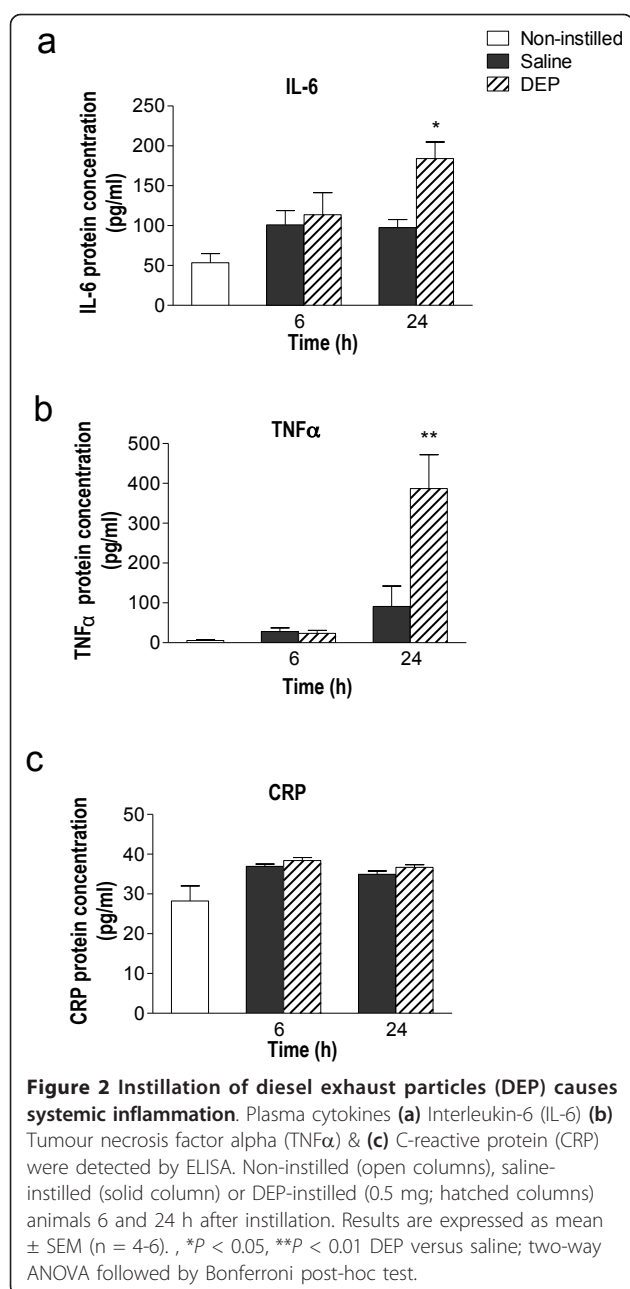 a
Non-instilled
Saline
DEP
IL-6
IL-6 protein concentration
(pg/ml)
250
200
150
100
50
0
*
6
24
Time (h)
b
TNFα
TNFα protein concentration
(pg/ml)
500
400
300
200
100
0
**
6
24
Time (h)
c
CRP
CRP protein concentration
(pg/ml)
50
40
30
20
10
0
6
24
Time (h)
Figure 2 Instillation of diesel exhaust particles (DEP) causes
systemic inflammation. Plasma cytokines (a) Interleukin-6 (IL-6) (b)
Tumour necrosis factor alpha (TNFα) & (c) C-reactive protein (CRP)
were detected by ELISA. Non-instilled (open columns), saline-
instilled (solid column) or DEP-instilled (0.5 mg; hatched columns)
animals 6 and 24 h after instillation. Results are expressed as mean
± SEM (n = 4-6). , *P < 0.05, **P < 0.01 DEP versus saline; two-way
ANOVA followed by Bonferroni post-hoc test.